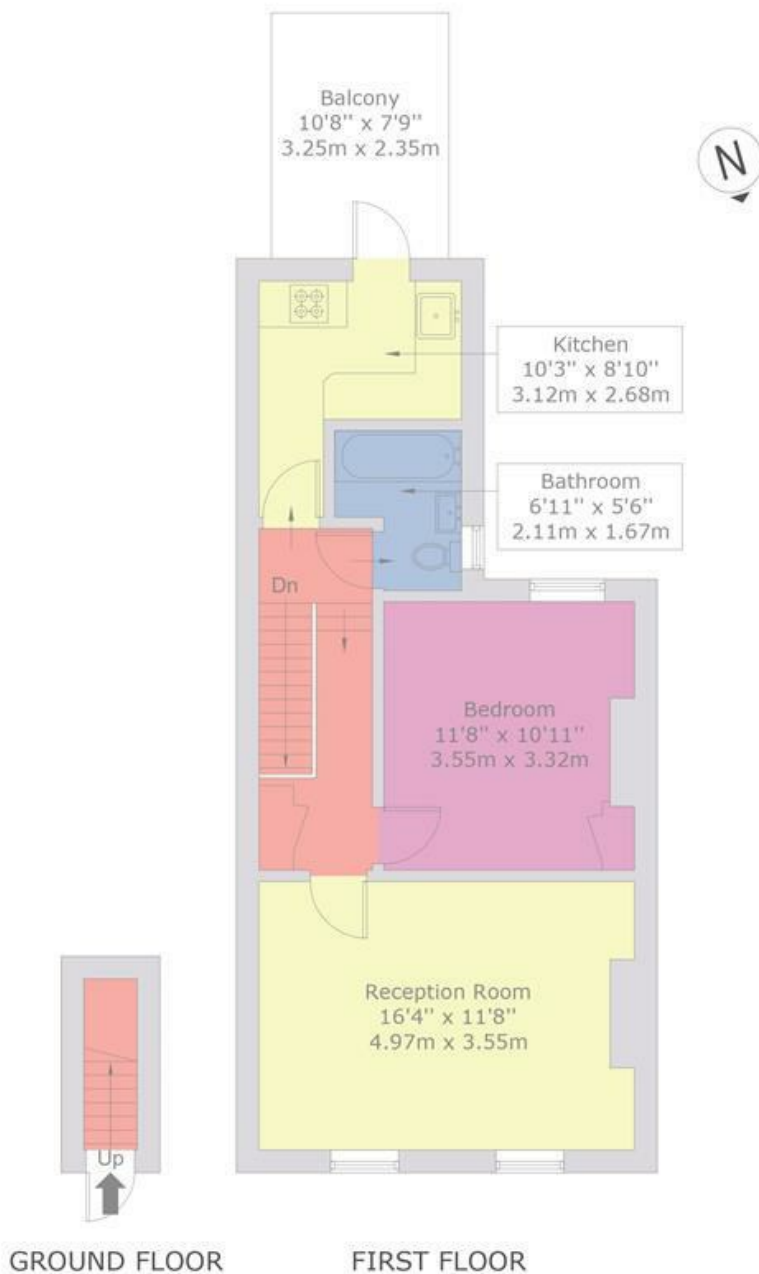 Balcony
10'8'' x 7'9''
3.25m x 2.35m
N
Kitchen
10'3'' x 8'10''
3.12m x 2.68m
Bathroom
6'11'' x 5'6''
2.11m x 1.67m
Dn
Bedroom
11'8'' x 10'11''
3.55m x 3.32m
Reception Room
16'4'' x 11'8''
4.97m x 3.55m
Up
GROUND FLOOR
FIRST FLOOR